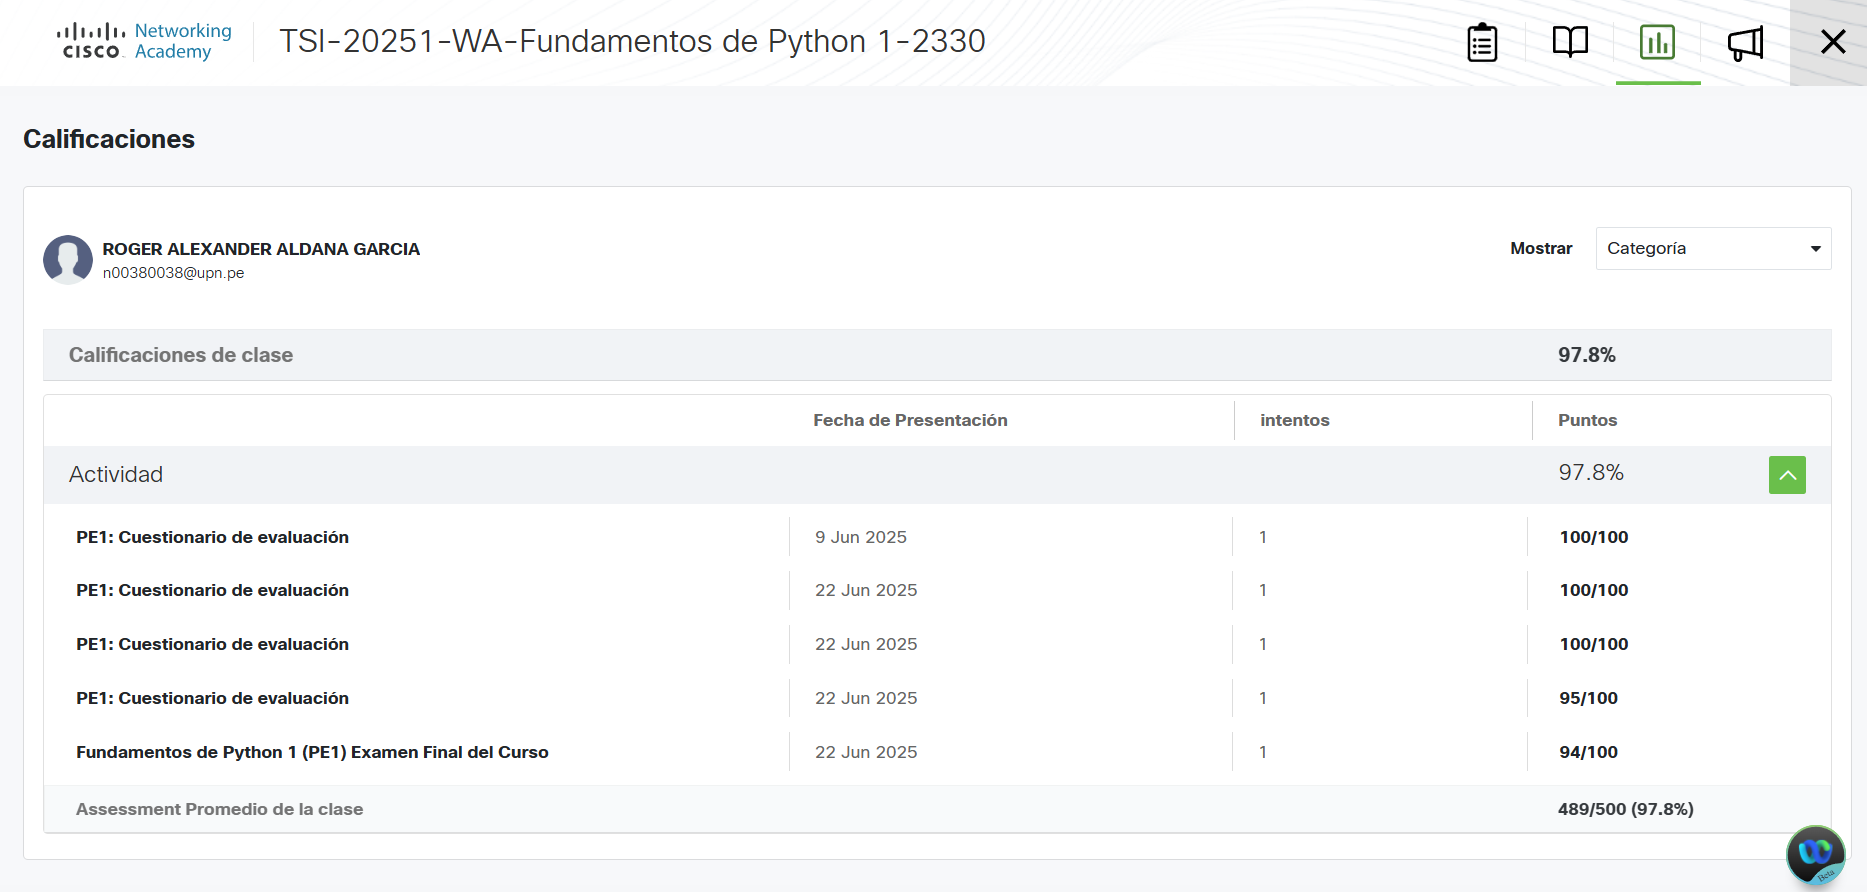 CISCO Networking Academy
TSI-20251-WA-Fundamentos de Python 1-2330
Calificaciones
ROGER ALEXANDER ALDANA GARCIA
n00380038@upn.pe
Mostrar Categoría
Calificaciones de clase 97.8%
Fecha de Presentación intentos Puntos
Actividad 97.8%
PE1: Cuestionario de evaluación 9 Jun 2025 1 100/100
PE1: Cuestionario de evaluación 22 Jun 2025 1 100/100
PE1: Cuestionario de evaluación 22 Jun 2025 1 100/100
PE1: Cuestionario de evaluación 22 Jun 2025 1 95/100
Fundamentos de Python 1 (PE1) Examen Final del Curso 22 Jun 2025 1 94/100
Assessment Promedio de la clase 489/500 (97.8%)
Beta